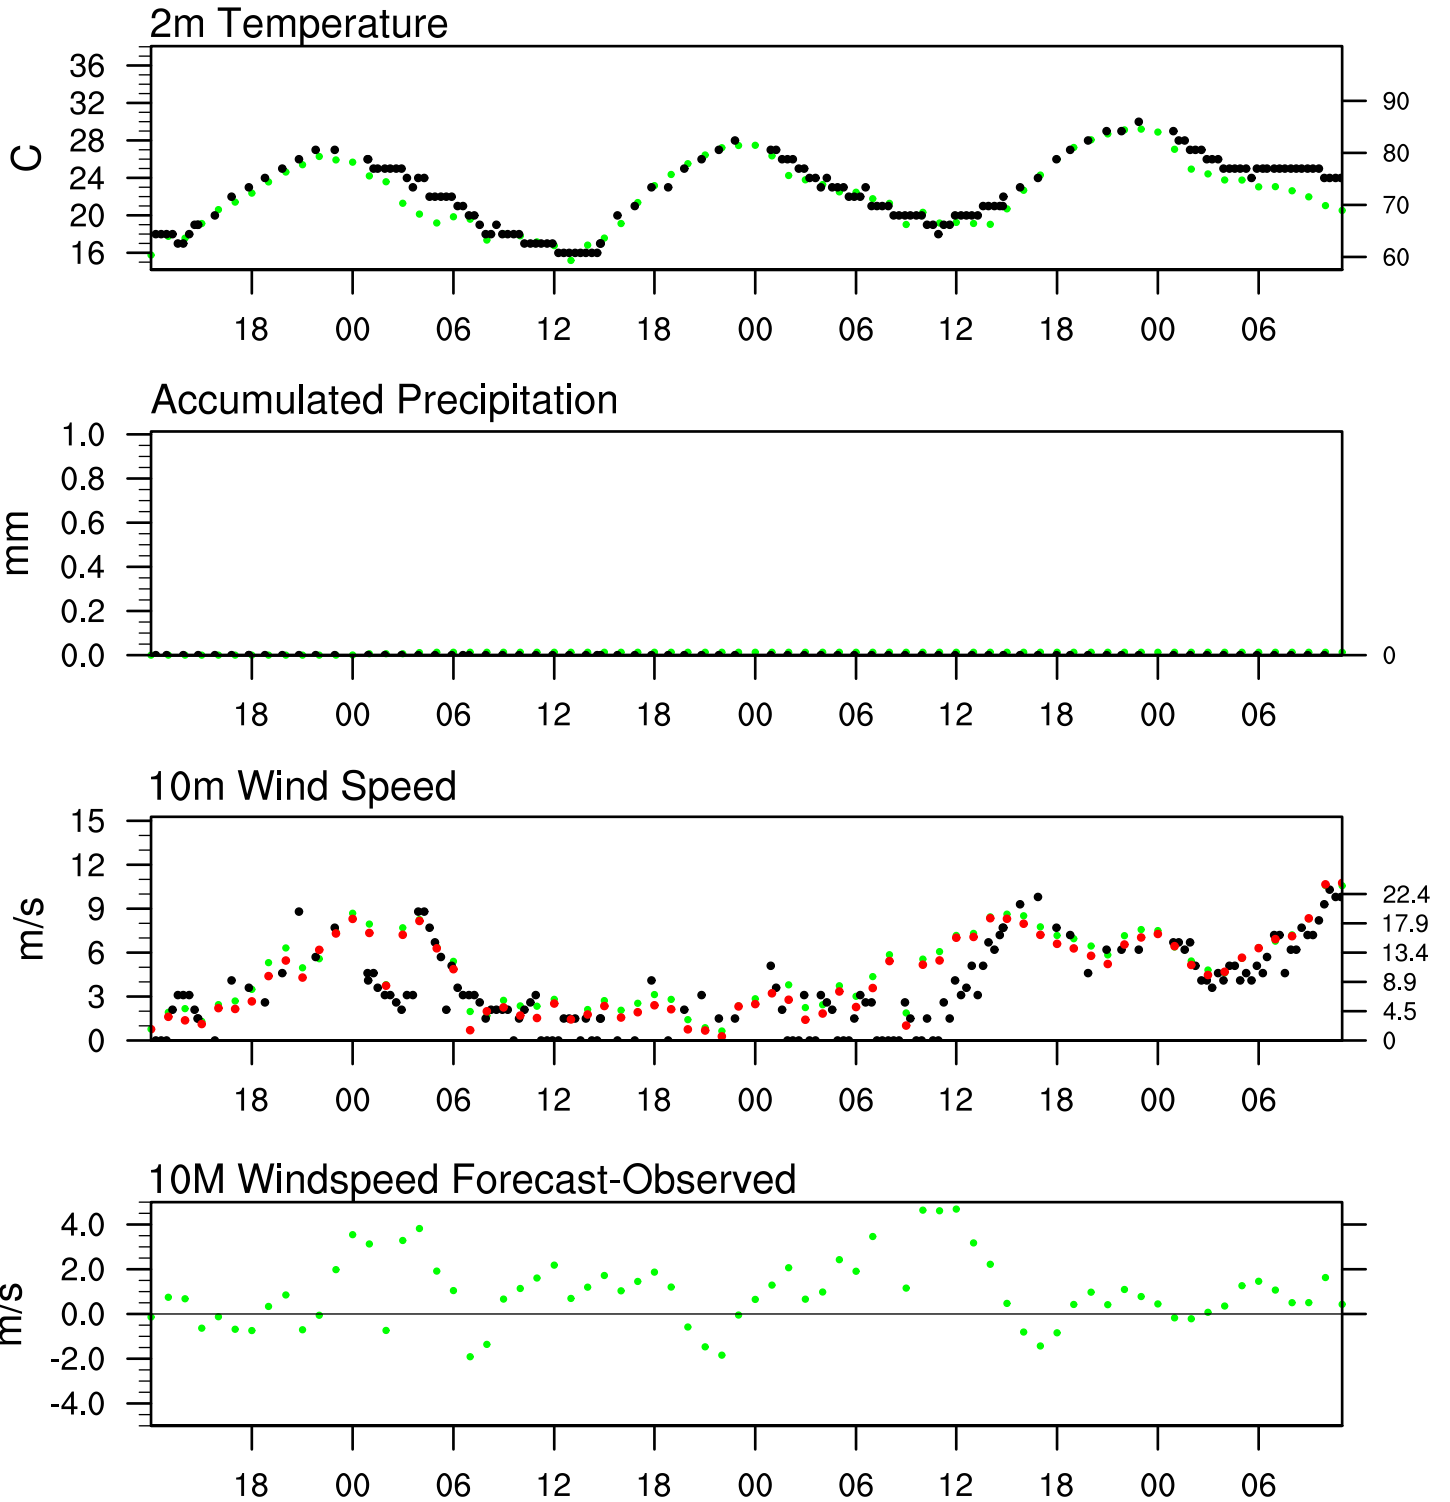 2m Temperature
36
32
28
24
20
16
C
90
80
70
60
18 00 06 12 18 00 06 12 18 00 06
Accumulated Precipitation
1.0
0.8
0.6
0.4
0.2
0.0
mm
0
18 00 06 12 18 00 06 12 18 00 06
10m Wind Speed
15
12
9
6
3
0
m/s
22.4
17.9
13.4
8.9
4.5
0
18 00 06 12 18 00 06 12 18 00 06
10M Windspeed Forecast-Observed
4.0
2.0
0.0
-2.0
-4.0
m/s
18 00 06 12 18 00 06 12 18 00 06